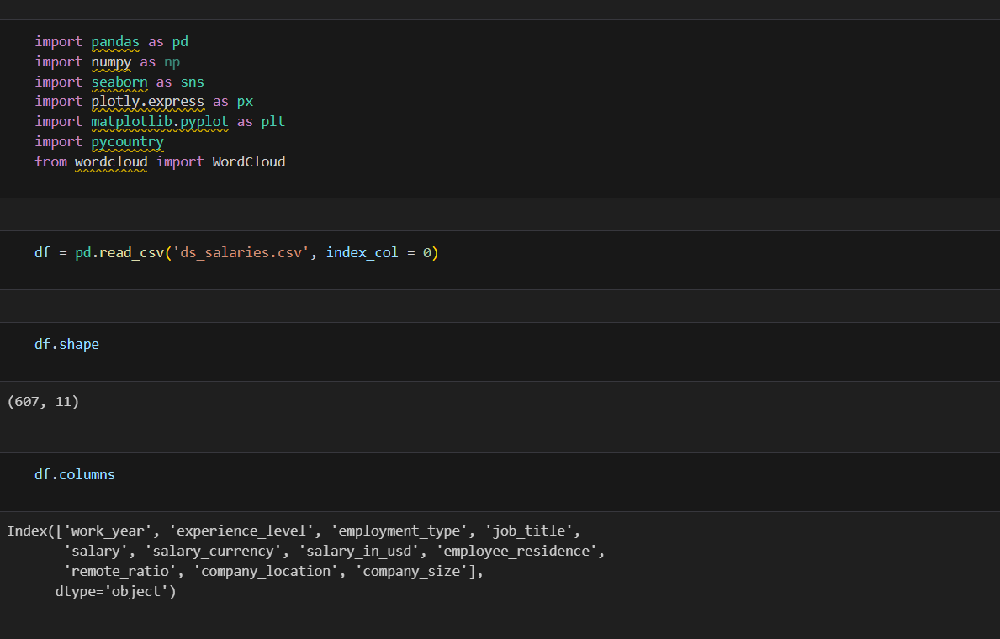 import pandas as pd
import numpy as np
import seaborn as sns
import plotly.express as px
import matplotlib.pyplot as plt
import pycountry
from wordcloud import WordCloud
df = pd.read_csv('ds_salaries.csv', index_col = 0)
df.shape
(607, 11)
df.columns
Index(['work_year', 'experience_level', 'employment_type', 'job_title',
       'salary', 'salary_currency', 'salary_in_usd', 'employee_residence',
       'remote_ratio', 'company_location', 'company_size'],
      dtype='object')